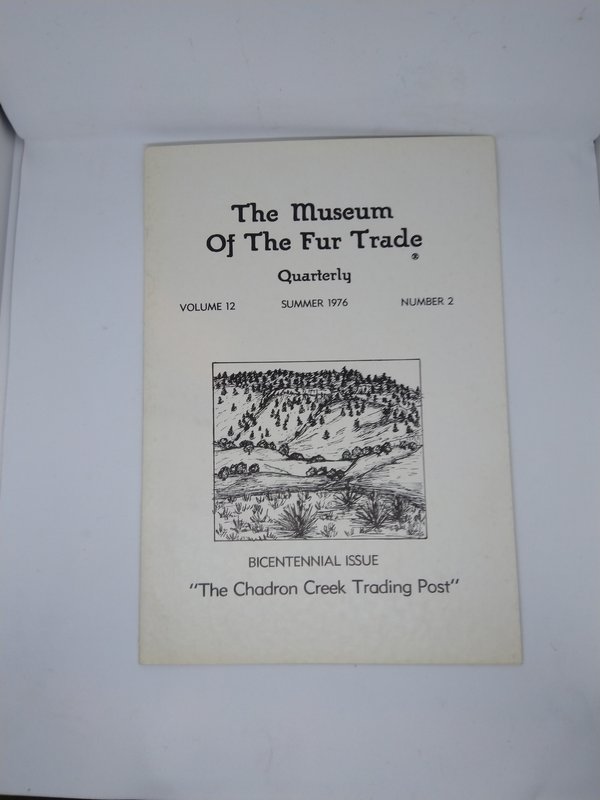 The Museum
Of The Fur Trade
®
Quarterly
VOLUME 12 SUMMER 1976 NUMBER 2
BICENTENNIAL ISSUE
"The Chadron Creek Trading Post"